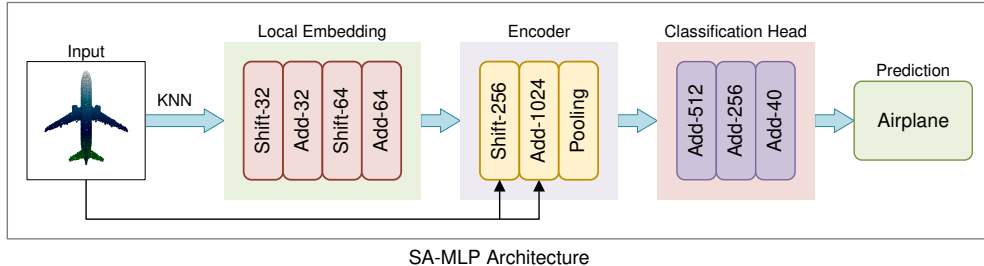 Input
KNN
Local Embedding
Shift-32
Add-32
Shift-64
Add-64
Encoder
Shift-256
Add-1024
Pooling
Classification Head
Add-512
Add-256
Add-40
Prediction
Airplane
SA-MLP Architecture